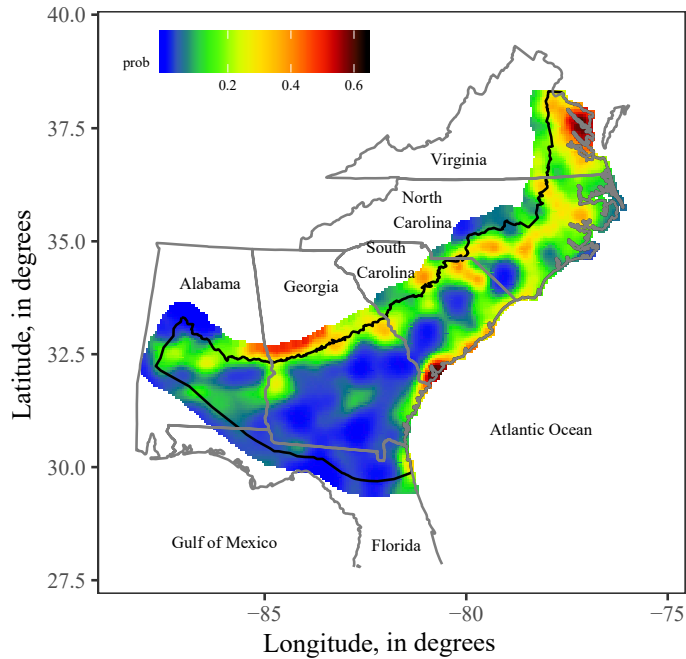 40.0
prob
0.2 0.4 0.6
37.5
Virginia
North
Carolina
35.0
South
Carolina
Alabama
Georgia
32.5
Latitude, in degrees
Atlantic Ocean
30.0
Gulf of Mexico
Florida
27.5
−85 −80 −75
Longitude, in degrees